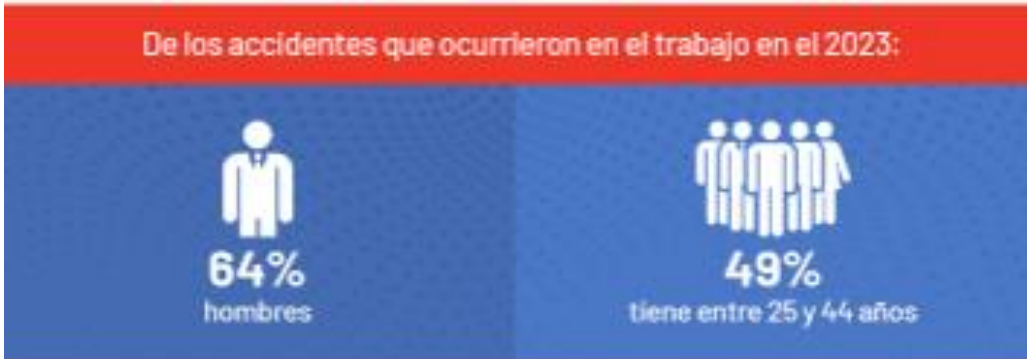 De los accidentes que ocurrieron en el trabajo en el 2023:
64%
hombres
49%
tiene entre 25 y 44 años